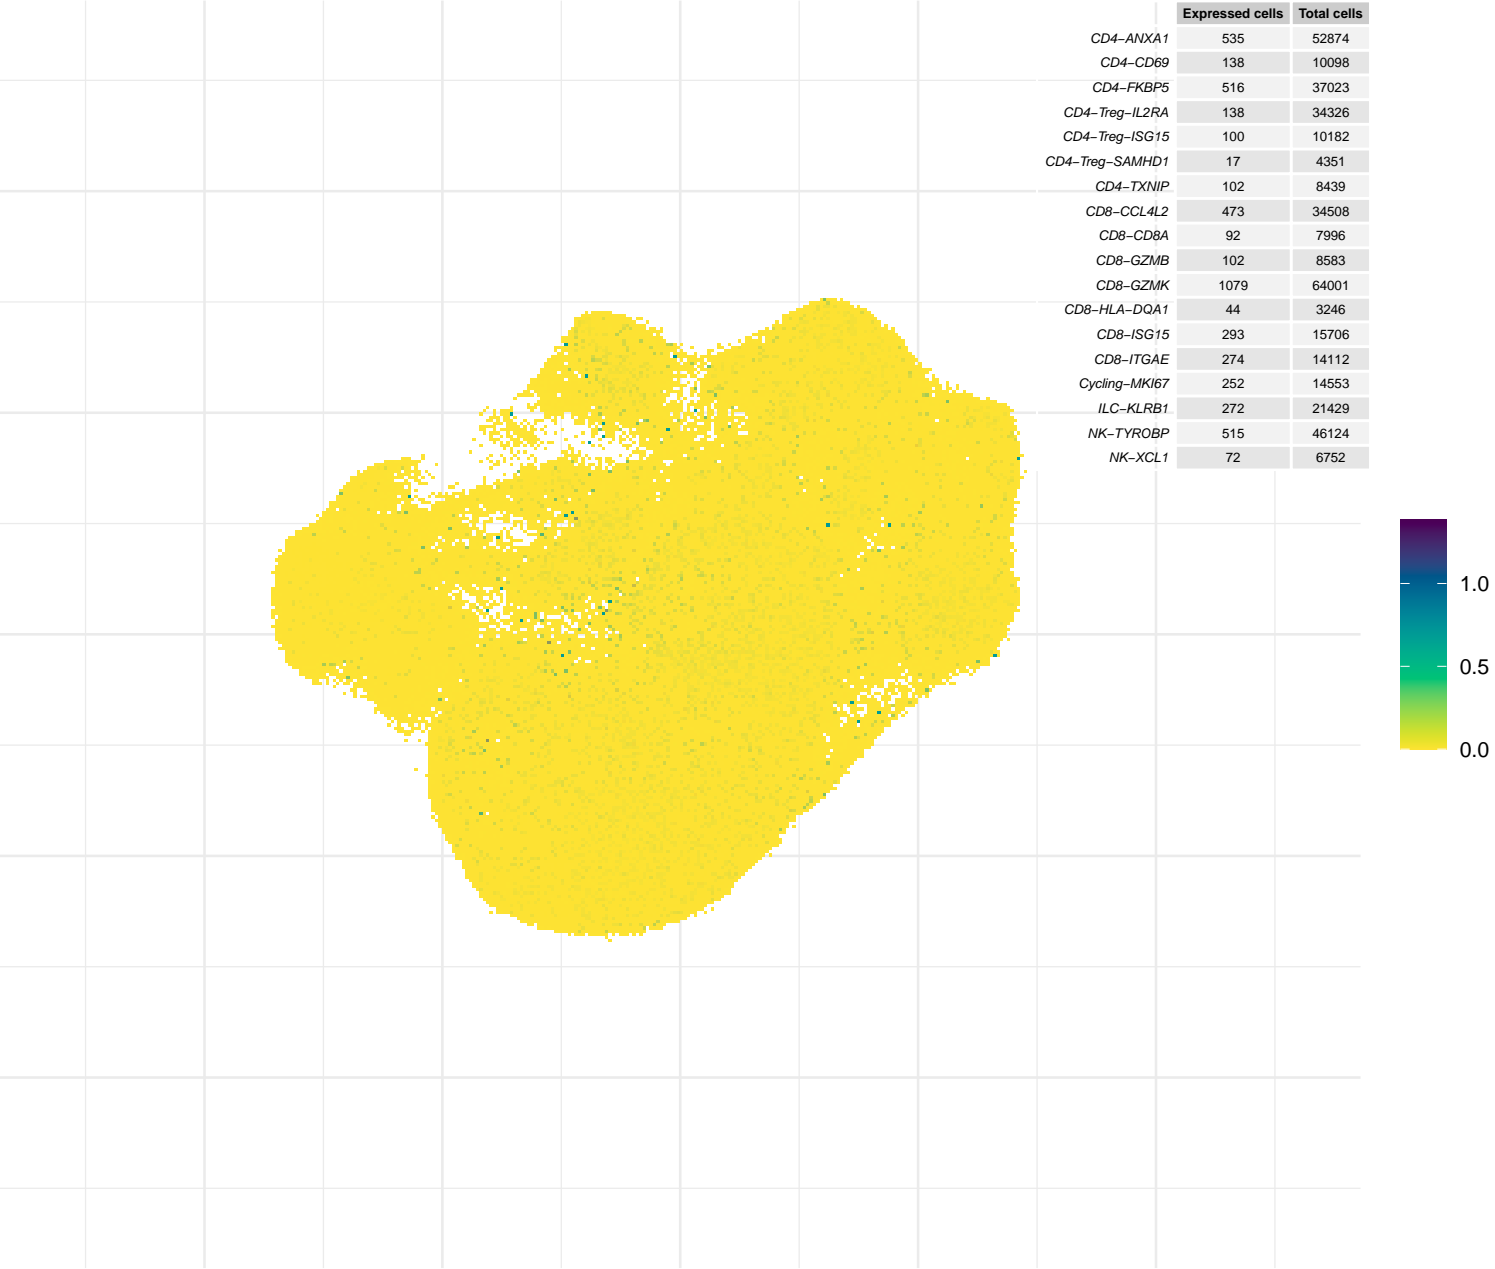 Expressed cells Total cells
CD4−ANXA1 535 52874
CD4−CD69 138 10098
CD4−FKBP5 516 37023
CD4−Treg−IL2RA 138 34326
CD4−Treg−ISG15 100 10182
CD4−Treg−SAMHD1 17 4351
CD4−TXNIP 102 8439
CD8−CCL4L2 473 34508
CD8−CD8A 92 7996
CD8−GZMB 102 8583
CD8−GZMK 1079 64001
CD8−HLA−DQA1 44 3246
CD8−ISG15 293 15706
CD8−ITGAE 274 14112
Cycling−MKI67 252 14553
ILC−KLRB1 272 21429
NK−TYROBP 515 46124
NK−XCL1 72 6752
1.0
0.5
0.0